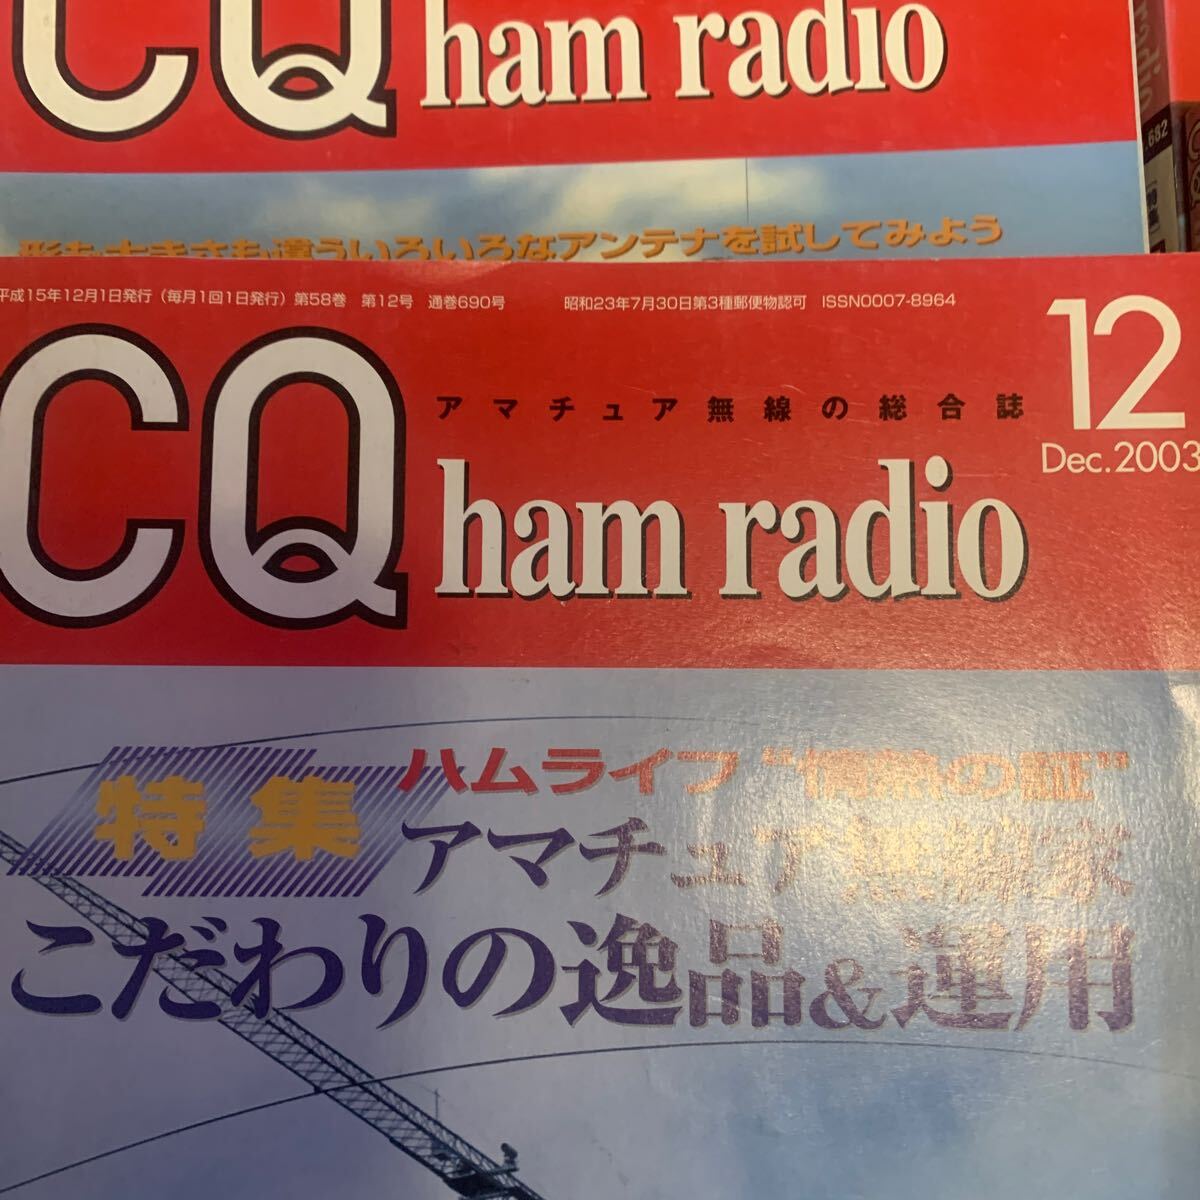 CQ ham radio
形も大きさも違ういろいろなアンテナを試してみよう
radio
682
特集
平成15年12月1日発行（毎月1回1日発行）第58巻 第12号 通巻690号 昭和23年7月30日第3種郵便物認可 ISSN0007-8964
12
Dec.2003
アマチュア無線の総合誌
CQ ham radio
特集
ハムライフ“情熱の証”
アマチュア無線家
こだわりの逸品&運用